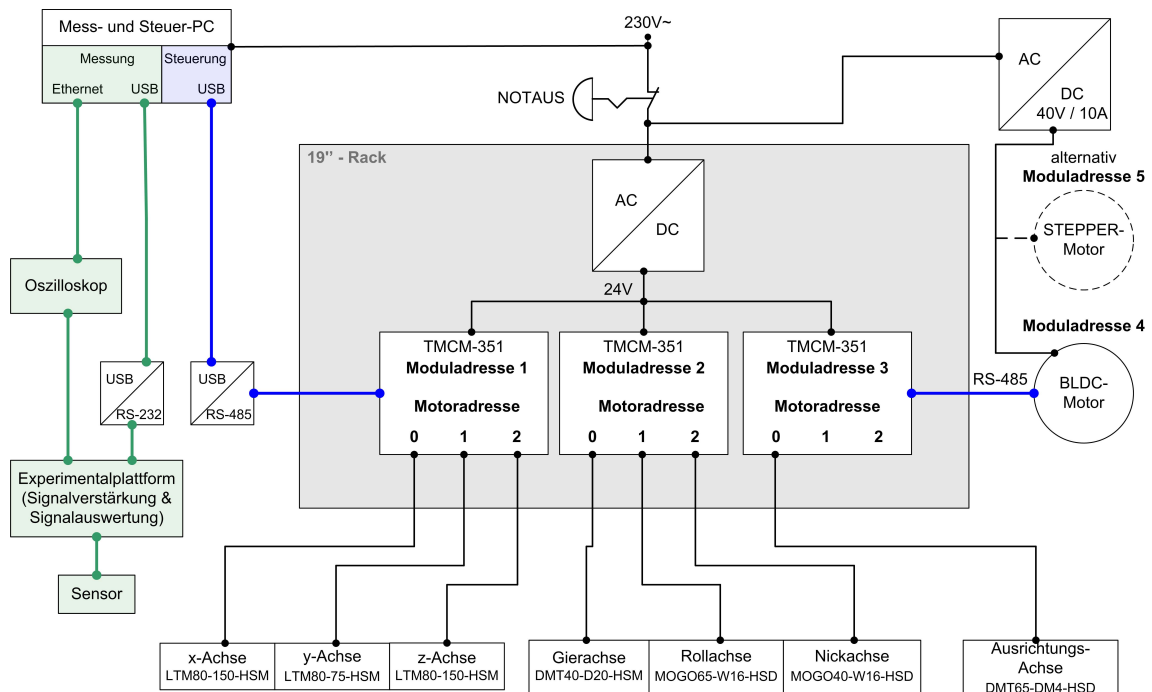 Mess- und Steuer-PC
Messung
Steuerung
Ethernet
USB
USB
230V~
NOTAUS
AC
DC
40V / 10A
alternativ
Moduladresse 5
STEPPER-
Motor
Moduladresse 4
BLDC-
Motor
RS-485
19'' - Rack
AC
DC
24V
Oszilloskop
USB
RS-232
USB
RS-485
TMCM-351
Moduladresse 1
Motoradresse
0 1 2
TMCM-351
Moduladresse 2
Motoradresse
0 1 2
TMCM-351
Moduladresse 3
Motoradresse
0 1 2
Experimentalplattform
(Signalverstärkung &
Signalauswertung)
Sensor
x-Achse
LTM80-150-HSM
y-Achse
LTM80-75-HSM
z-Achse
LTM80-150-HSM
Gierachse
DMT40-D20-HSM
Rollachse
MOGO65-W16-HSD
Nickachse
MOGO40-W16-HSD
Ausrichtungs-
Achse
DMT65-DM4-HSD